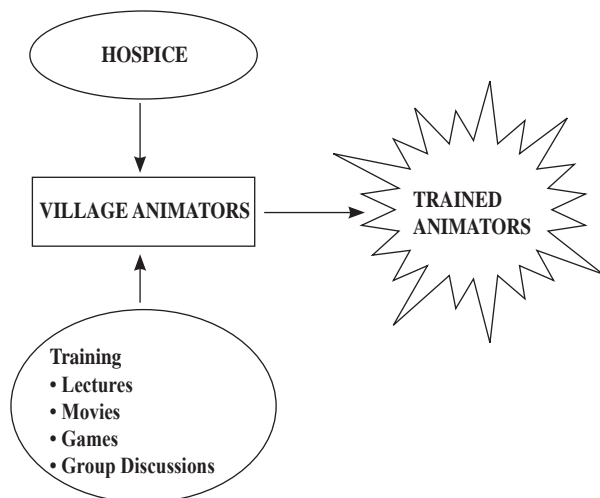 HOSPICE
VILLAGE ANIMATORS
TRAINED
ANIMATORS
Training
• Lectures
• Movies
• Games
• Group Discussions